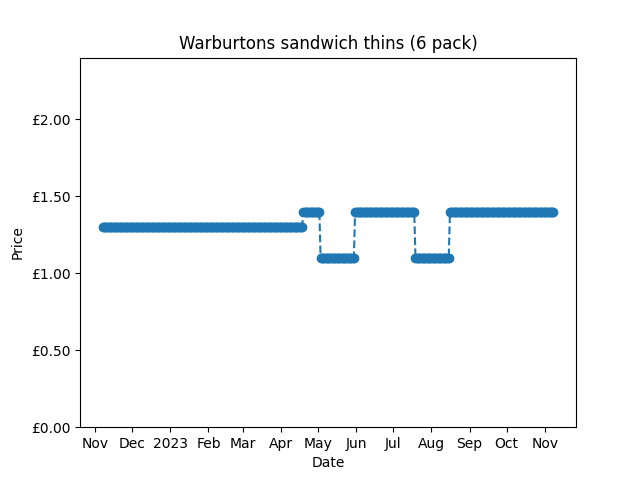 Warburtons sandwich thins (6 pack)
£2.00
£1.50
£1.00
£0.50
£0.00
Price
Nov Dec 2023 Feb Mar Apr May Jun Jul Aug Sep Oct Nov
Date